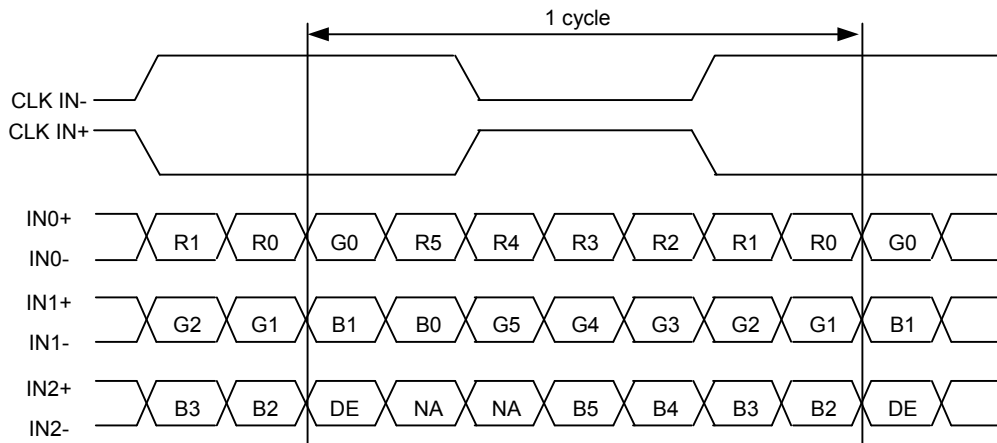 1 cycle
CLK IN-
CLK IN+
IN0+
R1 R0 G0 R5 R4 R3 R2 R1 R0 G0
IN0-
IN1+
G2 G1 B1 B0 G5 G4 G3 G2 G1 B1
IN1-
IN2+
B3 B2 DE NA NA B5 B4 B3 B2 DE
IN2-